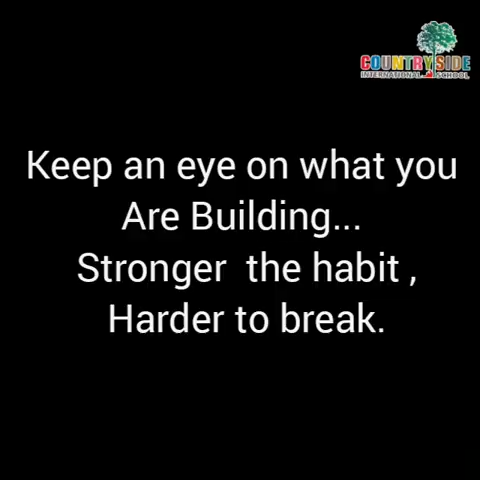 COUNTRYSIDE
INTERNATIONAL SCHOOL
Keep an eye on what you
Are Building...
Stronger  the habit ,
Harder to break.